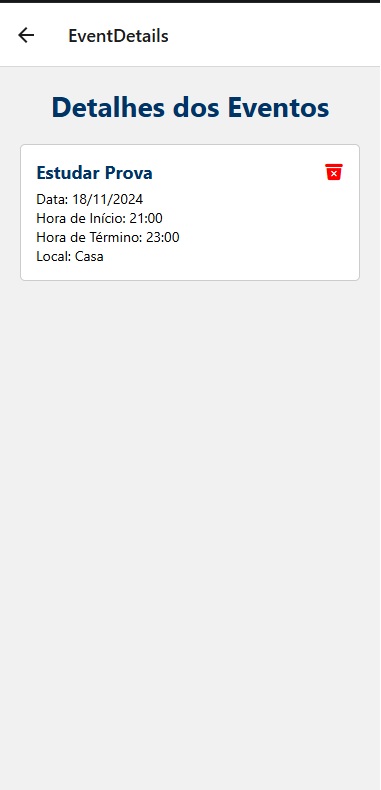 EventDetails
Detalhes dos Eventos
Estudar Prova
Data: 18/11/2024
Hora de Início: 21:00
Hora de Término: 23:00
Local: Casa